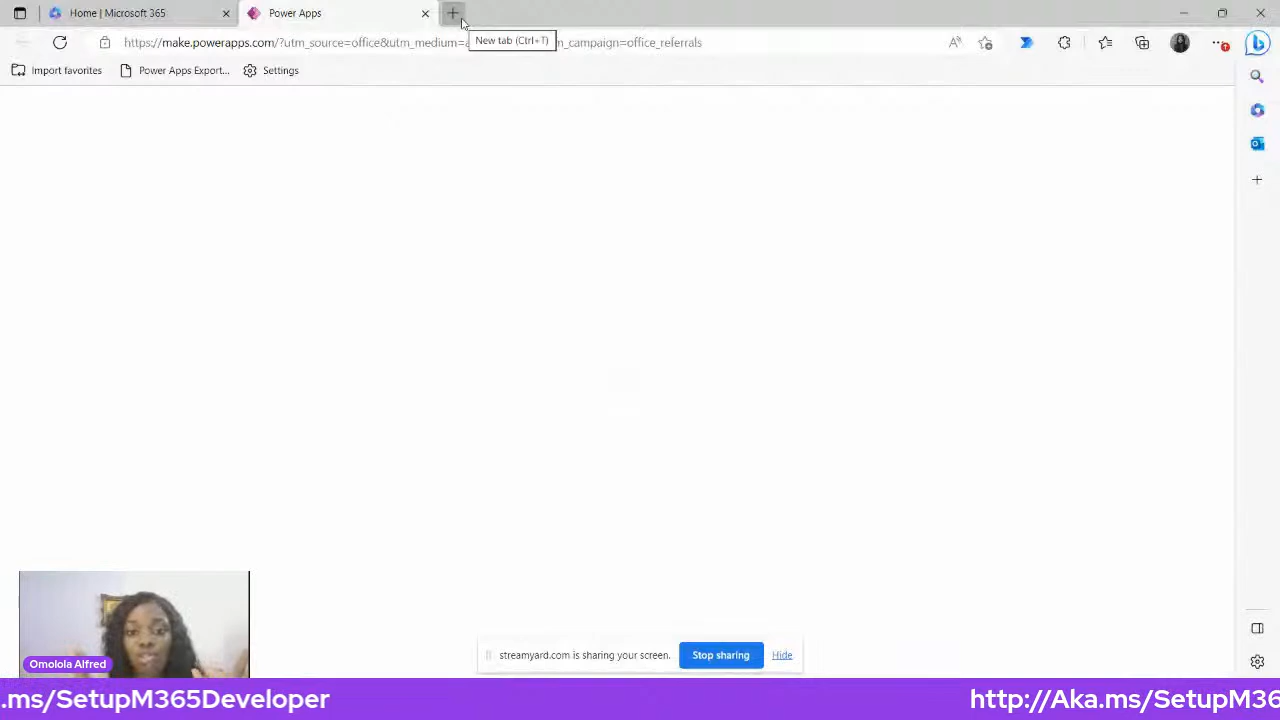 Home | Microsoft 365
Power Apps
New tab (Ctrl+T)
https://make.powerapps.com/?utm_source=office&utm_medium=a
m_campaign=office_referrals
Import favorites
Power Apps Export...
Settings
Omolola Alfred
streamyard.com is sharing your screen.
Stop sharing
Hide
.ms/SetupM365Developer
http://Aka.ms/SetupM36